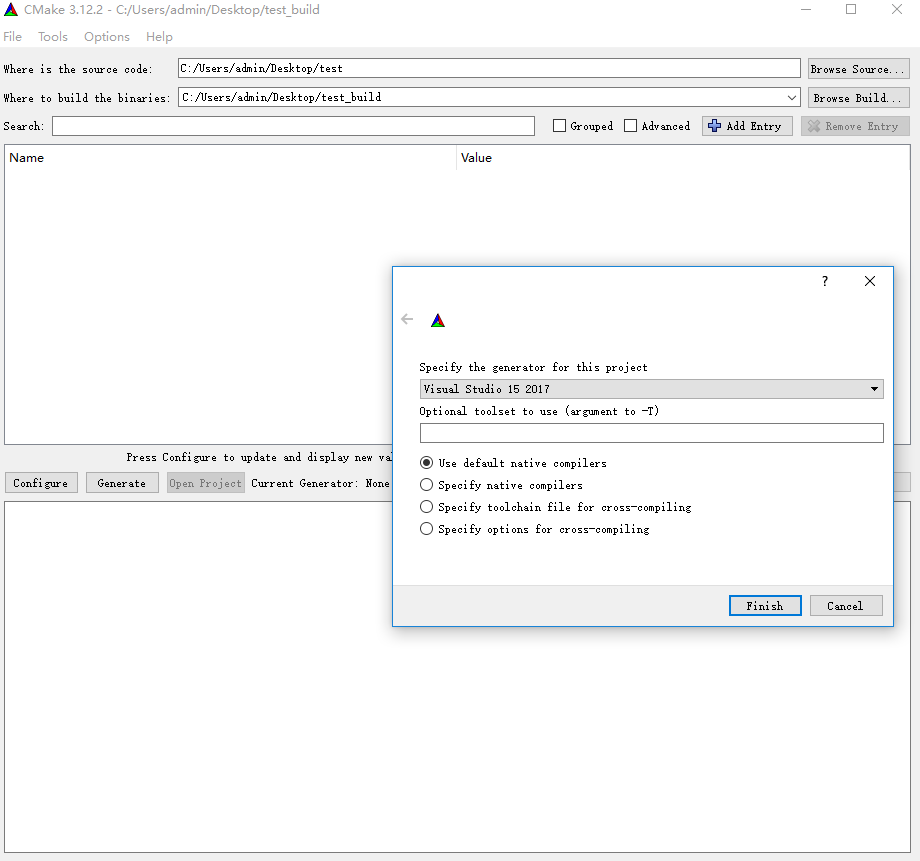 CMake 3.12.2 - C:/Users/admin/Desktop/test_build
File Tools Options Help
Where is the source code: C:/Users/admin/Desktop/test Browse Source...
Where to build the binaries: C:/Users/admin/Desktop/test_build Browse Build...
Search: Grouped Advanced Add Entry Remove Entry
Name Value
?
Specify the generator for this project
Visual Studio 15 2017
Optional toolset to use (argument to -T)
Use default native compilers
Specify native compilers
Specify toolchain file for cross-compiling
Specify options for cross-compiling
Finish Cancel
Press Configure to update and display new val
Configure Generate Open Project Current Generator: None